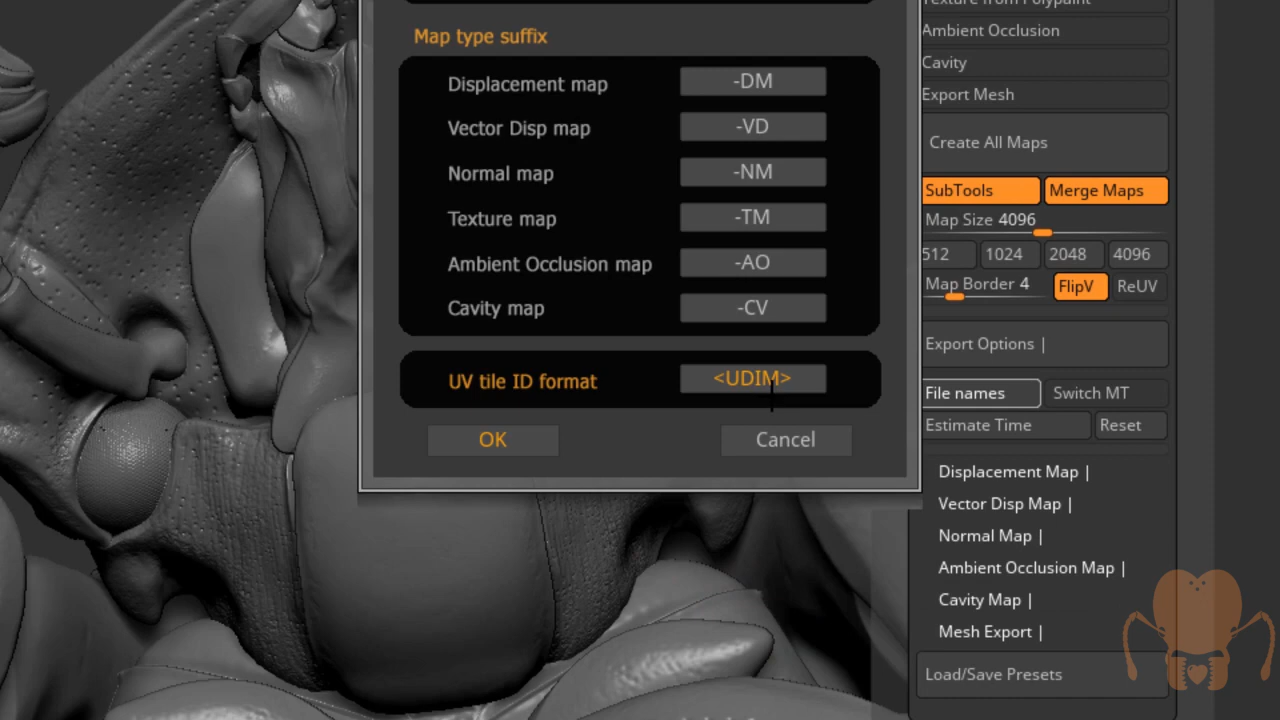 Texture from Polypaint
Ambient Occlusion
Cavity
Export Mesh
Create All Maps
SubTools
Merge Maps
Map Size 4096
512
1024
2048
4096
Map Border 4
FlipV
ReUV
Export Options |
File names
Switch MT
Estimate Time
Reset
Displacement Map |
Vector Disp Map |
Normal Map |
Ambient Occlusion Map |
Cavity Map |
Mesh Export |
Load/Save Presets
Map type suffix
Displacement map
-DM
Vector Disp map
-VD
Normal map
-NM
Texture map
-TM
Ambient Occlusion map
-AO
Cavity map
-CV
UV tile ID format
<UDIM>
OK
Cancel